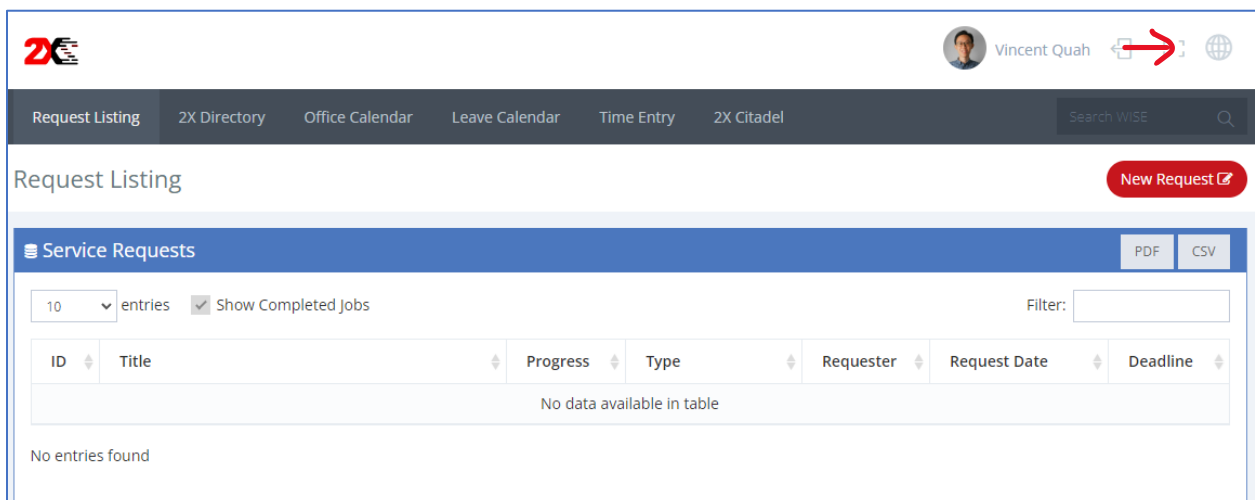 2X
Vincent Quah
Request Listing 2X Directory Office Calendar Leave Calendar Time Entry 2X Citadel Search WISE
Request Listing
New Request
Service Requests
PDF CSV
10 entries Show Completed Jobs Filter:
ID Title Progress Type Requester Request Date Deadline
No data available in table
No entries found